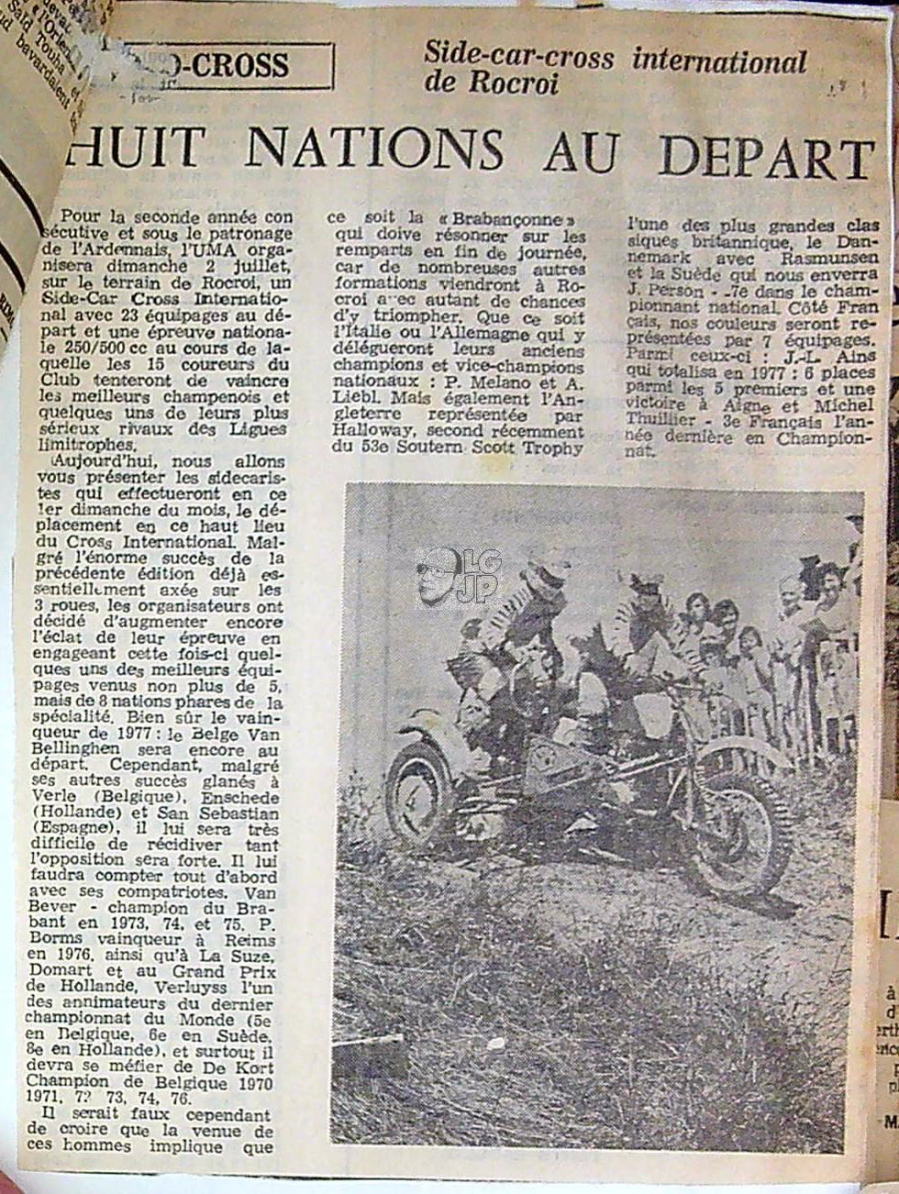 O-CROSS
Side-car-cross international
de Rocroi
HUIT NATIONS AU DEPART
Pour la seconde année con
sécutive et sous le patronage
de l'Ardennais, l'UMA orga-
nisera dimanche 2 juillet,
sur le terrain de Rocroi, un
Side-Car Cross Internatio-
nal avec 23 équipages au dé-
part et une épreuve nationa-
le 250/500 cc au cours de la-
quelle les 15 coureurs du
Club tenteront de vaincre
les meilleurs champenois et
quelques uns de leurs plus
sérieux rivaux des Ligues
limitrophes.
Aujourd'hui, nous allons
vous présenter les sidecaris-
tes qui effectueront en ce
1er dimanche du mois, le dé-
placement en ce haut lieu
du Cross International. Mal-
gré l'énorme succès de la
précédente édition déjà es-
sentiellement axée sur les
3 roues, les organisateurs ont
décidé d'augmenter encore
l'éclat de leur épreuve en
engageant cette fois-ci quel-
ques uns des meilleurs équi-
pages venus non plus de 5,
mais de 8 nations phares de la
spécialité. Bien sûr le vain-
queur de 1977 : le Belge Van
Bellinghen sera encore au
départ. Cependant, malgré
ses autres succès glanés à
Verle (Belgique), Enschede
(Hollande) et San Sebastian
(Espagne), il lui sera très
difficile de récidiver tant
l'opposition sera forte. Il lui
faudra compter tout d'abord
avec ses compatriotes. Van
Bever - champion du Bra-
bant en 1973, 74, et 75. P.
Borms vainqueur à Reims
en 1976, ainsi qu'à La Suze,
Domart et au Grand Prix
de Hollande, Verluyss l'un
des annimateurs du dernier
championnat du Monde (5e
en Belgique, 6e en Suède,
8e en Hollande), et surtout il
devra se méfier de De Kort
Champion de Belgique 1970
1971, 72 73, 74, 76.
Il serait faux cependant
de croire que la venue de
ces hommes implique que
ce soit la « Brabançonne »
qui doive résonner sur les
remparts en fin de journée,
car de nombreuses autres
formations viendront à Ro-
croi avec autant de chances
d'y triompher. Que ce soit
l'Italie ou l'Allemagne qui y
délégueront leurs anciens
champions et vice-champions
nationaux : P. Melano et A.
Liebl. Mais également l'An-
gleterre représentée par
Halloway, second récemment
du 53e Soutern Scott Trophy
l'une des plus grandes clas
siques britannique, le Dan-
nemark avec Rasmunsen
et la Suède qui nous enverra
J. Person - 7e dans le cham-
pionnat national. Côté Fran
çais, nos couleurs seront re-
présentées par 7 équipages.
Parmi ceux-ci : J.-L. Ains
qui totalisa en 1977 : 6 places
parmi les 5 premiers et une
victoire à Aigne et Michel
Thuillier - 3e Français l'an-
née dernière en Champion-
nat.
LG
JP